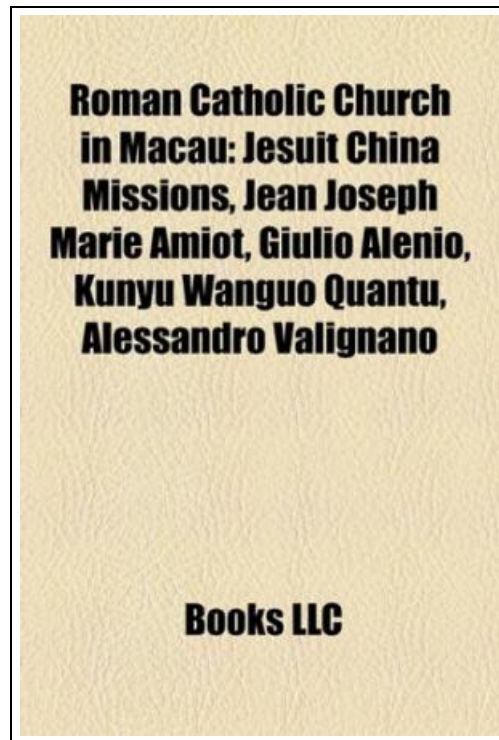 Roman Catholic Church
in Macau: Jesuit China
Missions, Jean Joseph
Marie Amiot, Giulio Alenio,
Kunyu Wanguo Quantu,
Alessandro Valignano
Books LLC